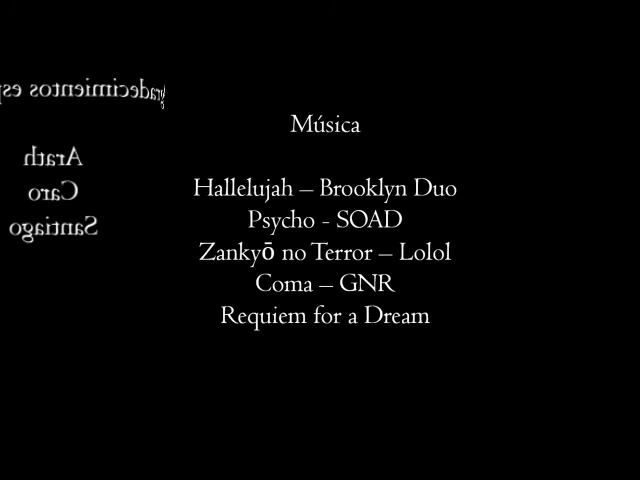 Música
Hallelujah – Brooklyn Duo
Psycho - SOAD
Zankyō no Terror – Lolol
Coma – GNR
Requiem for a Dream
Arath
Caro
Santiago